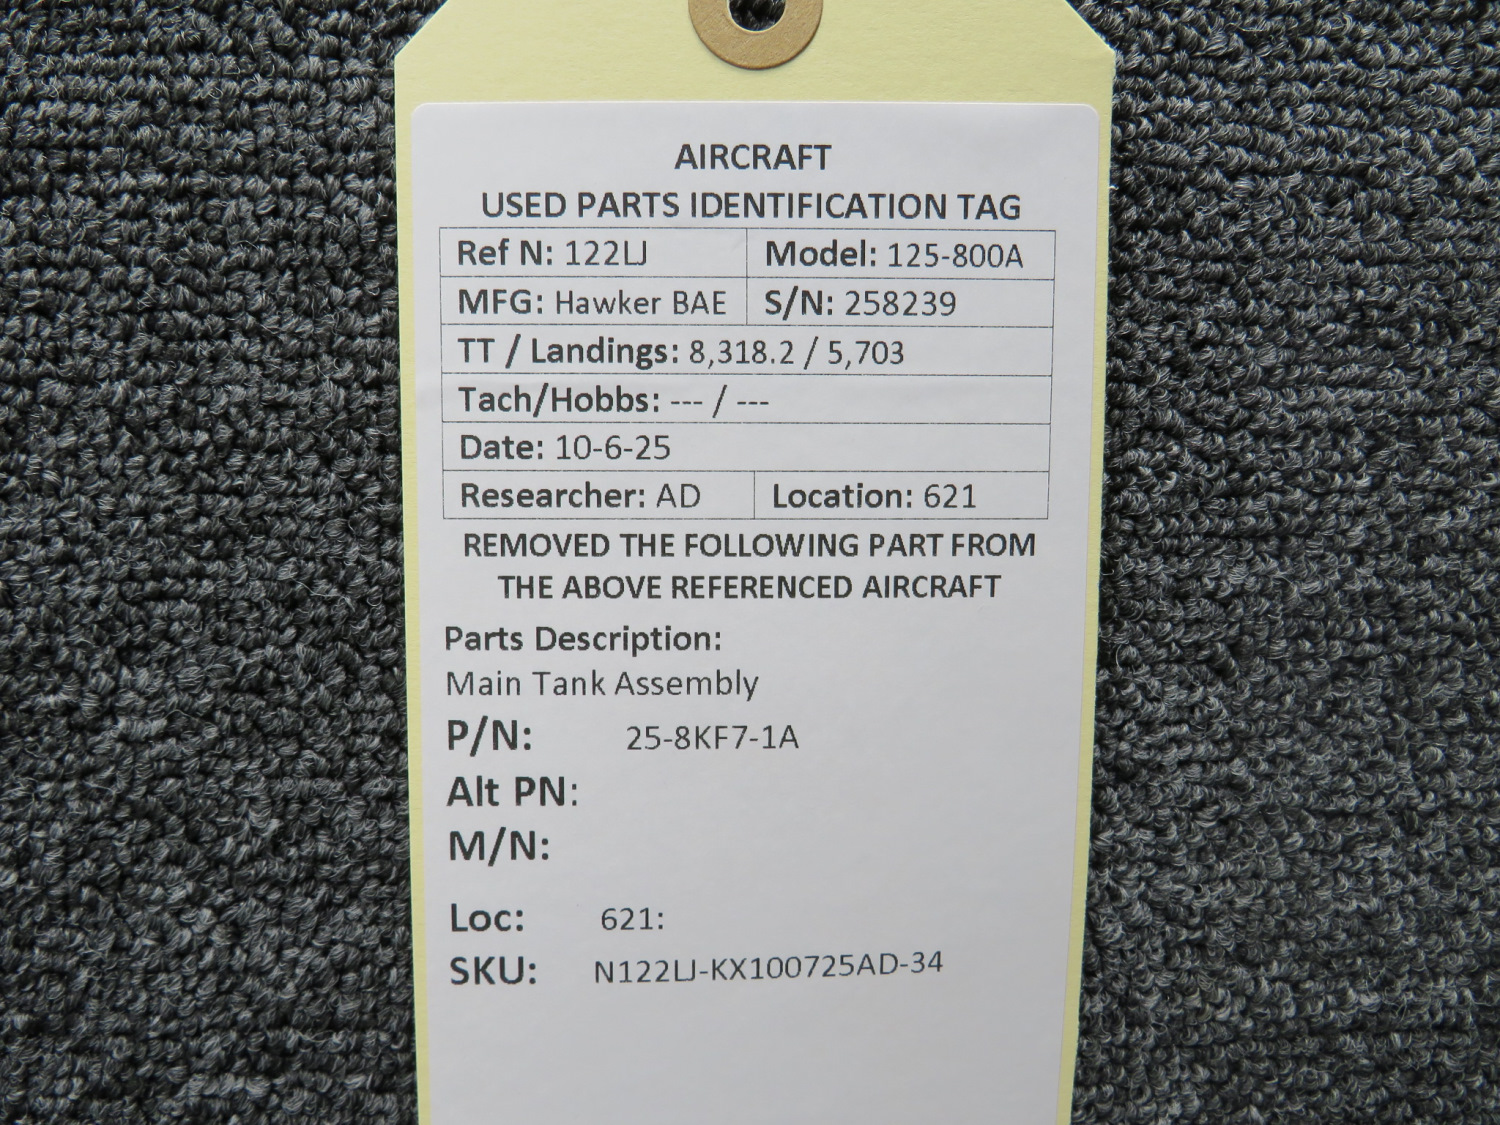 AIRCRAFT
USED PARTS IDENTIFICATION TAG
Ref N: 122LJ Model: 125-800A
MFG: Hawker BAE S/N: 258239
TT / Landings: 8,318.2 / 5,703
Tach/Hobbs: --- / ---
Date: 10-6-25
Researcher: AD Location: 621
REMOVED THE FOLLOWING PART FROM
THE ABOVE REFERENCED AIRCRAFT
Parts Description:
Main Tank Assembly
P/N: 25-8KF7-1A
Alt PN:
M/N:
Loc: 621:
SKU: N122LJ-KX100725AD-34